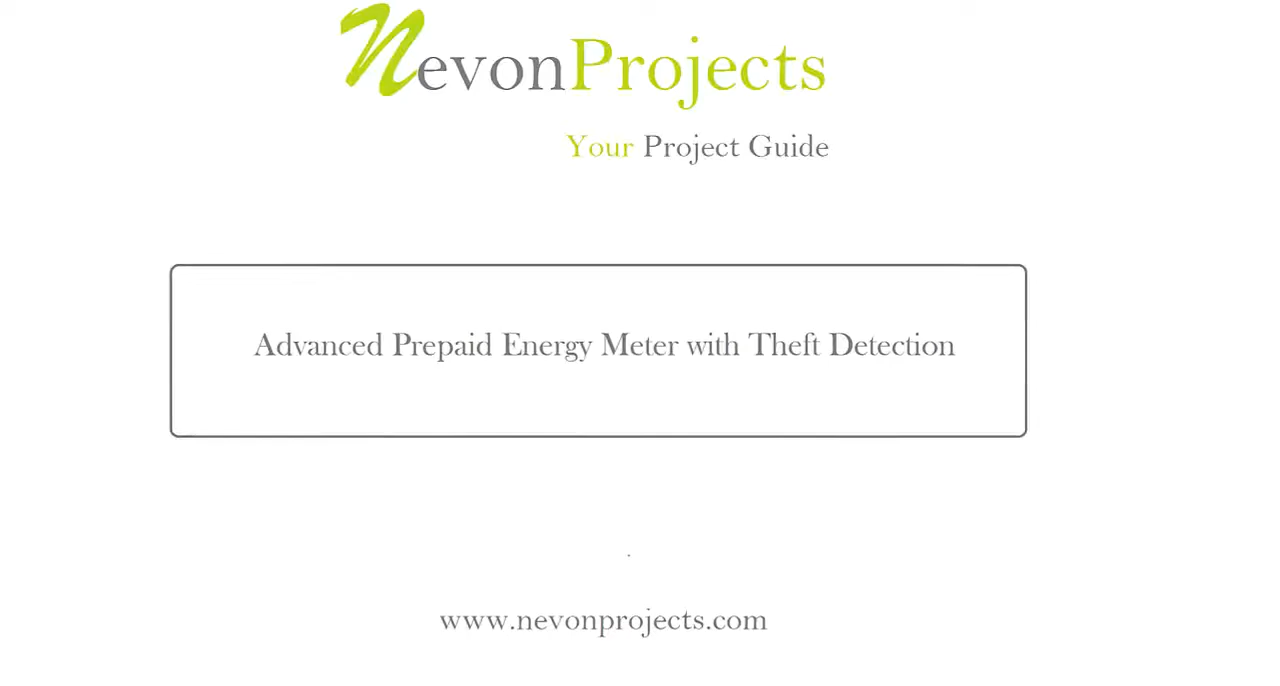 NevonProjects
Your Project Guide
Advanced Prepaid Energy Meter with Theft Detection
www.nevonprojects.com